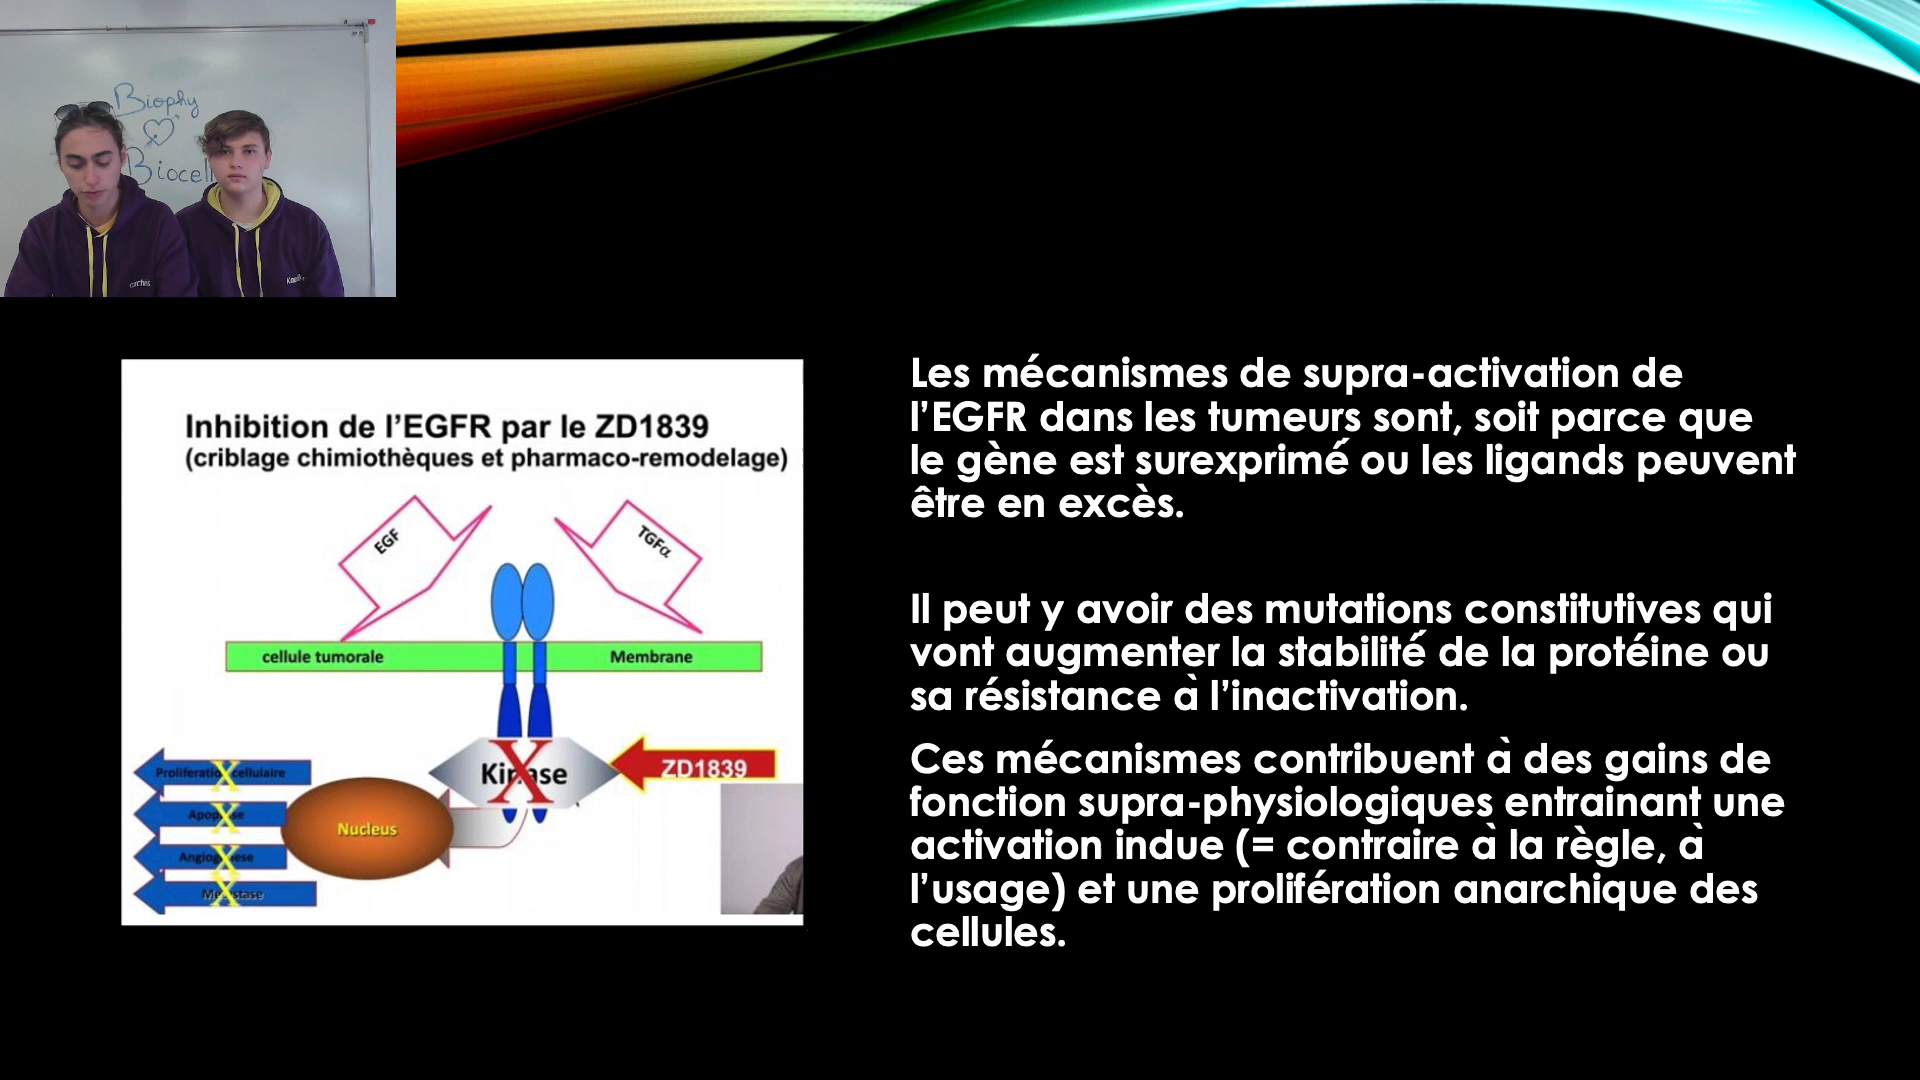 Biophy
Biocell
Inhibition de l’EGFR par le ZD1839
(criblage chimiothèques et pharmaco-remodelage)
EGF
TGFα
cellule tumorale
Membrane
Kinase
ZD1839
Proliferation cellulaire
Apoptose
Nucleus
Angiogenese
Metastase
Les mécanismes de supra-activation de
l’EGFR dans les tumeurs sont, soit parce que
le gène est surexprimé ou les ligands peuvent
être en excès.
Il peut y avoir des mutations constitutives qui
vont augmenter la stabilité de la protéine ou
sa résistance à l’inactivation.
Ces mécanismes contribuent à des gains de
fonction supra-physiologiques entrainant une
activation indue (= contraire à la règle, à
l’usage) et une prolifération anarchique des
cellules.